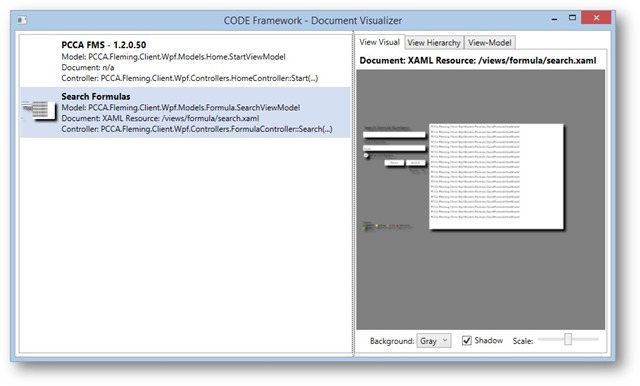 CODE Framework - Document Visualizer
PCCA FMS - 1.2.0.50
Model: PCCA.Fleming.Client.Wpf.Models.Home.StartViewModel
Document: n/a
Controller: PCCA.Fleming.Client.Wpf.Controllers.HomeController::Start(...)
Search Formulas
Model: PCCA.Fleming.Client.Wpf.Models.Formula.SearchViewModel
Document: XAML Resource: /views/formula/search.xaml
Controller: PCCA.Fleming.Client.Wpf.Controllers.FormulaController::Search(...)
View Visual
View Hierarchy
View-Model
Document: XAML Resource: /views/formula/search.xaml
Background:
Gray
Shadow
Scale: